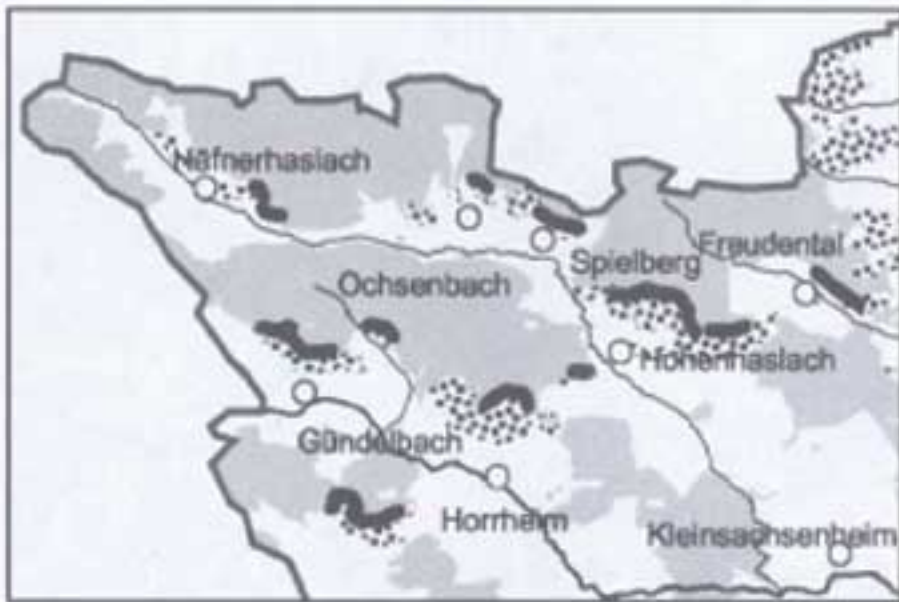 Häfnerhaslach
Freudental
Spielberg
Ochsenbach
Hohenhaslach
Gündelbach
Horrheim
Kleinsachsenheim